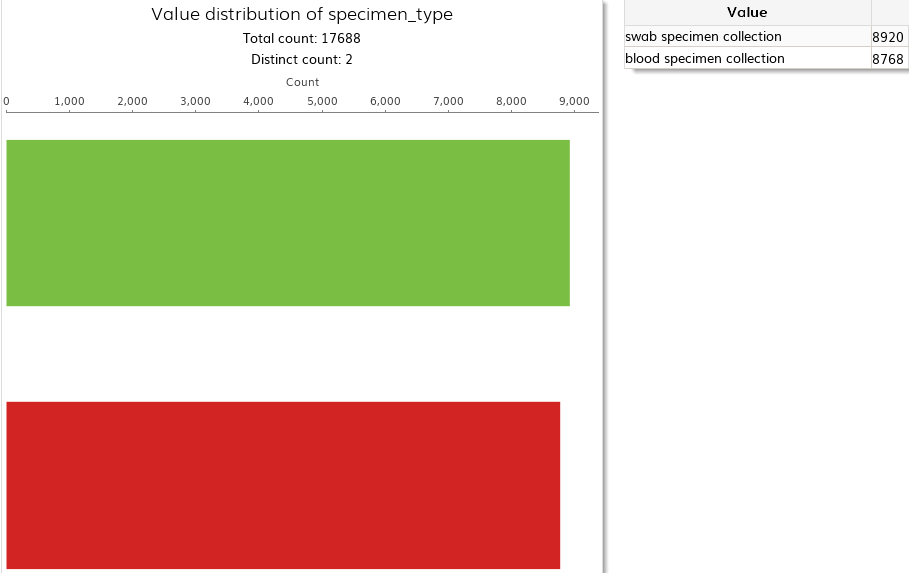 Value distribution of specimen_type
Total count: 17688
Distinct count: 2
Count
0 1,000 2,000 3,000 4,000 5,000 6,000 7,000 8,000 9,000
Value
swab specimen collection 8920
blood specimen collection 8768